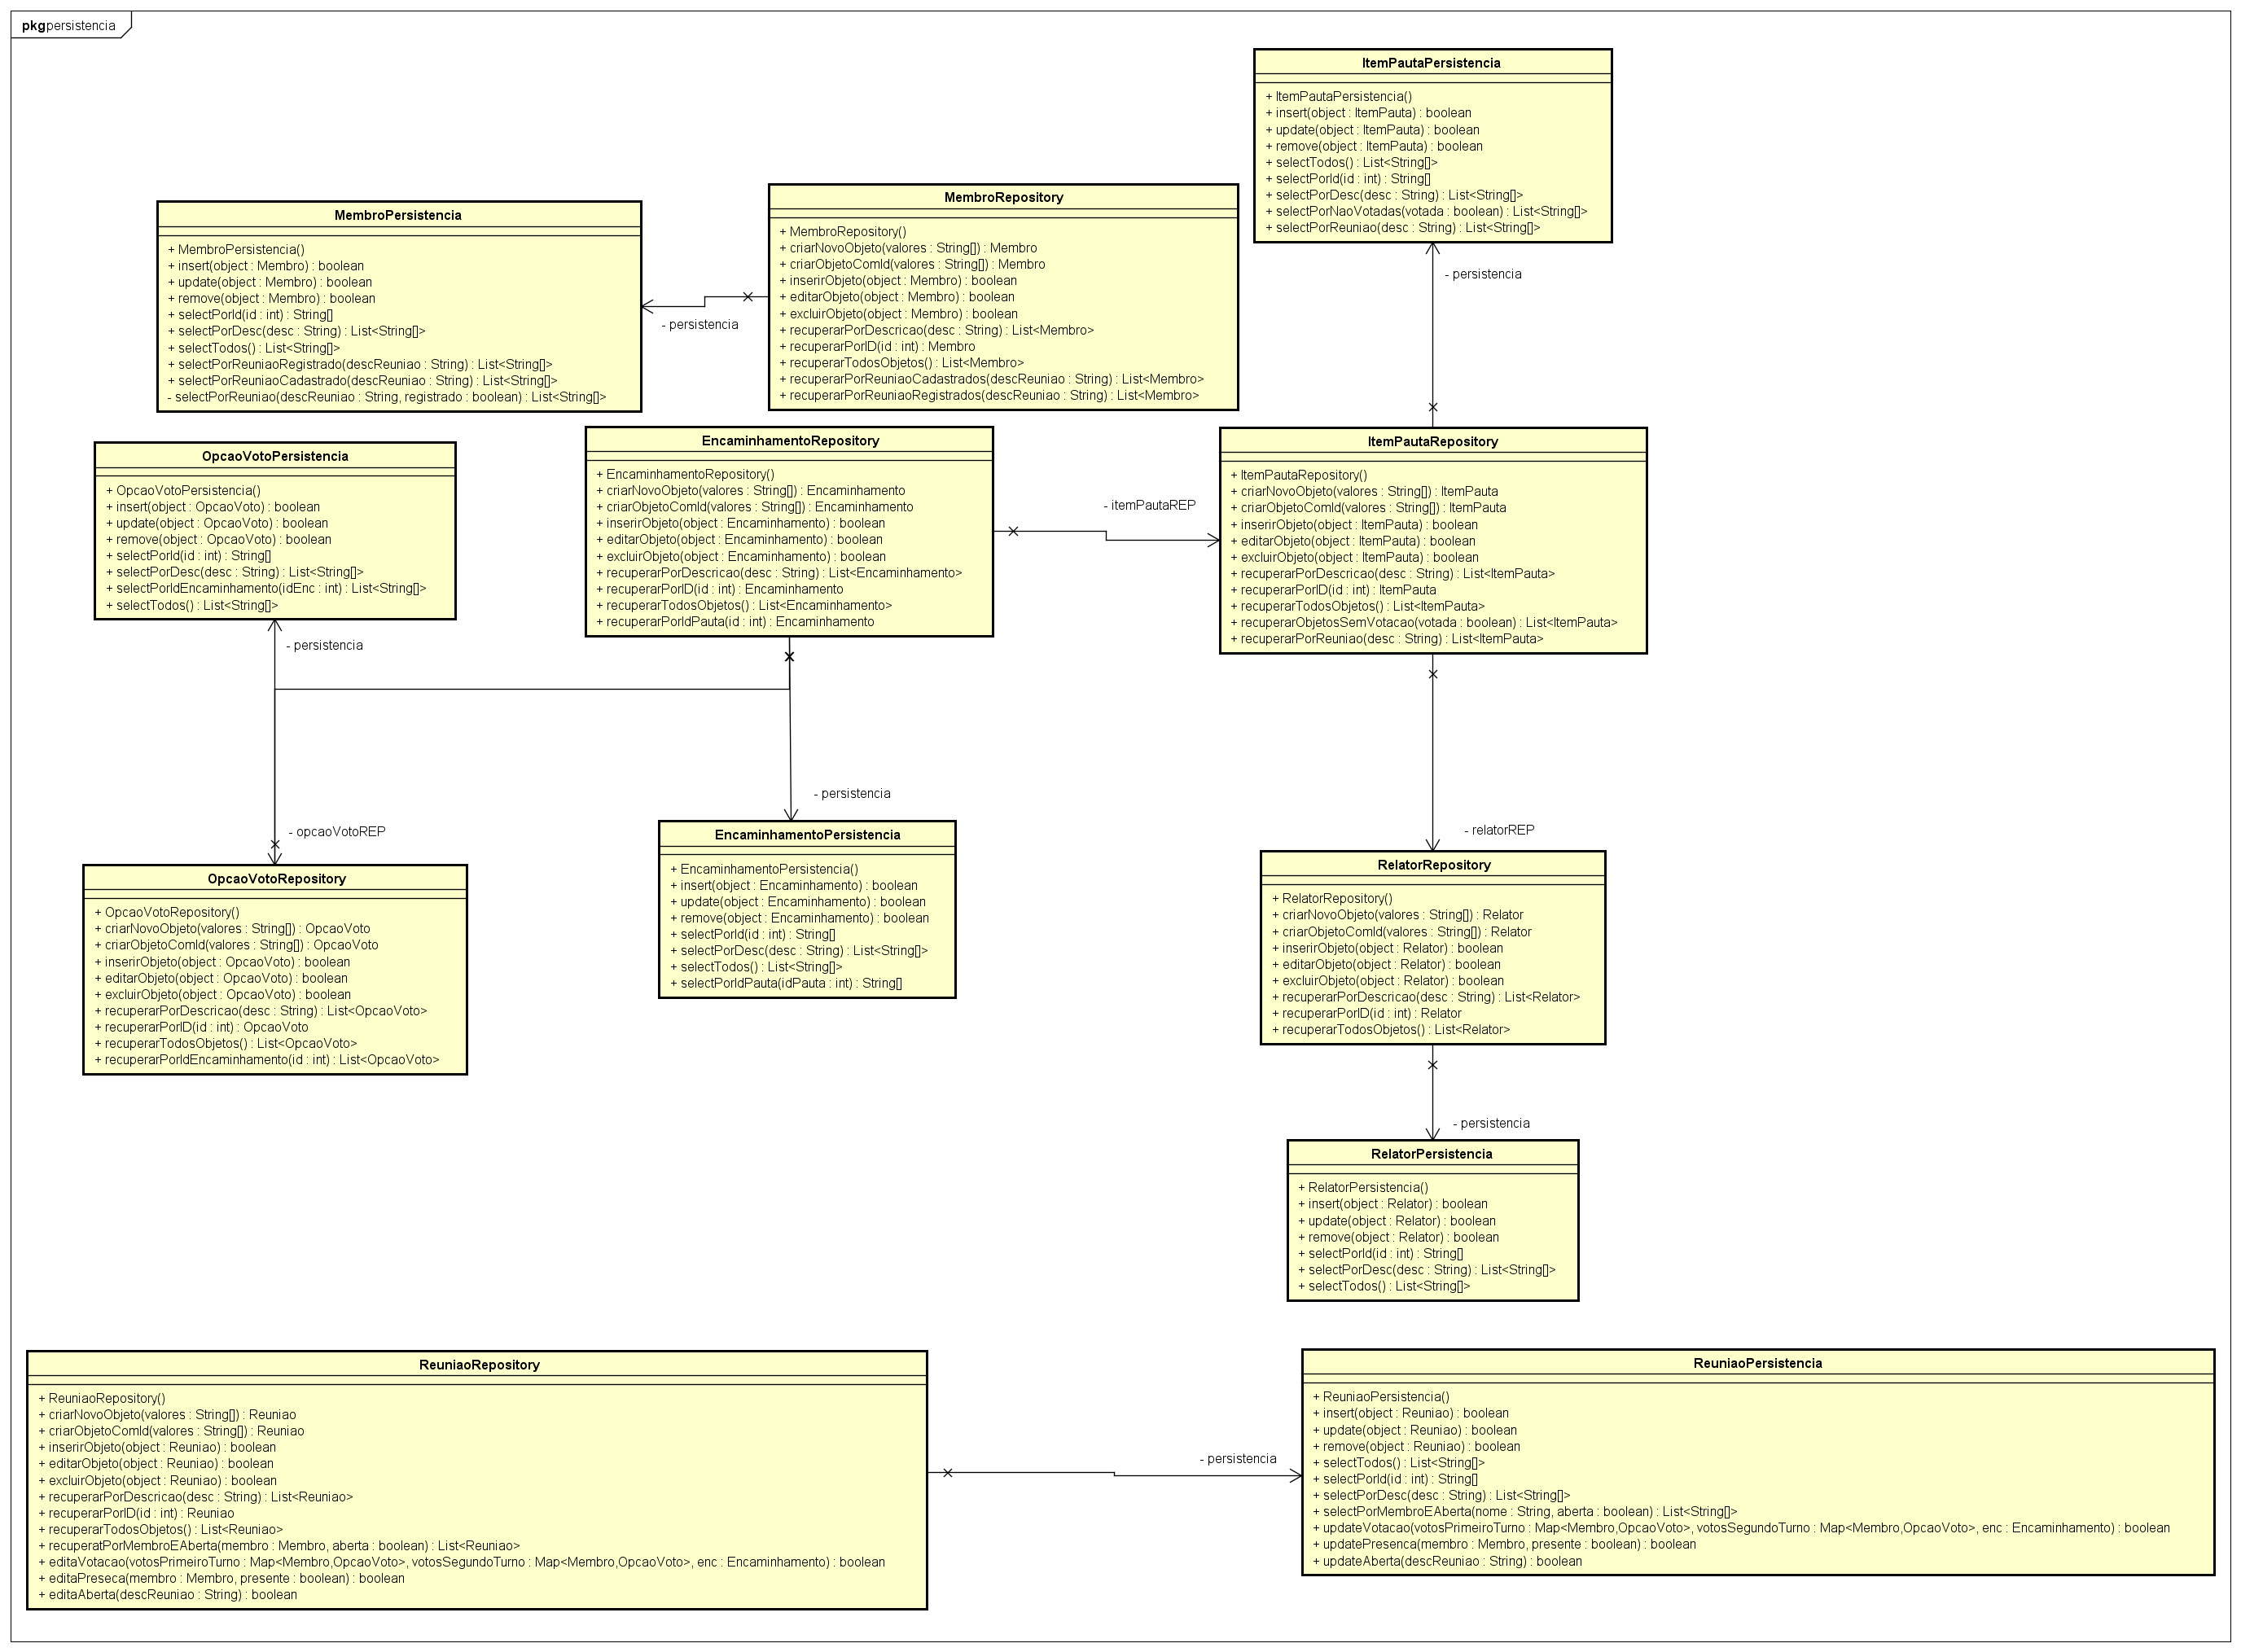 pkg persistencia
ItemPautaPersistencia
+ ItemPautaPersistencia()
+ insert(object : ItemPauta) : boolean
+ update(object : ItemPauta) : boolean
+ remove(object : ItemPauta) : boolean
+ selectTodos() : List<String[]>
+ selectPorId(id : int) : String[]
+ selectPorDesc(desc : String) : List<String[]>
+ selectPorNaoVotadas(votada : boolean) : List<String[]>
+ selectPorReuniao(desc : String) : List<String[]>
- persistencia
MembroPersistencia
+ MembroPersistencia()
+ insert(object : Membro) : boolean
+ update(object : Membro) : boolean
+ remove(object : Membro) : boolean
+ selectPorId(id : int) : String[]
+ selectPorDesc(desc : String) : List<String[]>
+ selectTodos() : List<String[]>
+ selectPorReuniaoRegistrado(descReuniao : String) : List<String[]>
+ selectPorReuniaoCadastrado(descReuniao : String) : List<String[]>
- selectPorReuniao(descReuniao : String, registrado : boolean) : List<String[]>
- persistencia
MembroRepository
+ MembroRepository()
+ criarNovoObjeto(valores : String[]) : Membro
+ criarObjetoComId(valores : String[]) : Membro
+ inserirObjeto(object : Membro) : boolean
+ editarObjeto(object : Membro) : boolean
+ excluirObjeto(object : Membro) : boolean
+ recuperarPorDescricao(desc : String) : List<Membro>
+ recuperarPorID(id : int) : Membro
+ recuperarTodosObjetos() : List<Membro>
+ recuperarPorReuniaoCadastrados(descReuniao : String) : List<Membro>
+ recuperarPorReuniaoRegistrados(descReuniao : String) : List<Membro>
OpcaoVotoPersistencia
+ OpcaoVotoPersistencia()
+ insert(object : OpcaoVoto) : boolean
+ update(object : OpcaoVoto) : boolean
+ remove(object : OpcaoVoto) : boolean
+ selectPorId(id : int) : String[]
+ selectPorDesc(desc : String) : List<String[]>
+ selectPorIdEncaminhamento(idEnc : int) : List<String[]>
+ selectTodos() : List<String[]>
- persistencia
EncaminhamentoRepository
+ EncaminhamentoRepository()
+ criarNovoObjeto(valores : String[]) : Encaminhamento
+ criarObjetoComId(valores : String[]) : Encaminhamento
+ inserirObjeto(object : Encaminhamento) : boolean
+ editarObjeto(object : Encaminhamento) : boolean
+ excluirObjeto(object : Encaminhamento) : boolean
+ recuperarPorDescricao(desc : String) : List<Encaminhamento>
+ recuperarPorID(id : int) : Encaminhamento
+ recuperarTodosObjetos() : List<Encaminhamento>
+ recuperarPorIdPauta(id : int) : Encaminhamento
- itemPautaREP
ItemPautaRepository
+ ItemPautaRepository()
+ criarNovoObjeto(valores : String[]) : ItemPauta
+ criarObjetoComId(valores : String[]) : ItemPauta
+ inserirObjeto(object : ItemPauta) : boolean
+ editarObjeto(object : ItemPauta) : boolean
+ excluirObjeto(object : ItemPauta) : boolean
+ recuperarPorDescricao(desc : String) : List<ItemPauta>
+ recuperarPorID(id : int) : ItemPauta
+ recuperarTodosObjetos() : List<ItemPauta>
+ recuperarObjetosSemVotacao(votada : boolean) : List<ItemPauta>
+ recuperarPorReuniao(desc : String) : List<ItemPauta>
- opcaoVotoREP
- persistencia
- relatorREP
OpcaoVotoRepository
+ OpcaoVotoRepository()
+ criarNovoObjeto(valores : String[]) : OpcaoVoto
+ criarObjetoComId(valores : String[]) : OpcaoVoto
+ inserirObjeto(object : OpcaoVoto) : boolean
+ editarObjeto(object : OpcaoVoto) : boolean
+ excluirObjeto(object : OpcaoVoto) : boolean
+ recuperarPorDescricao(desc : String) : List<OpcaoVoto>
+ recuperarPorID(id : int) : OpcaoVoto
+ recuperarTodosObjetos() : List<OpcaoVoto>
+ recuperarPorIdEncaminhamento(id : int) : List<OpcaoVoto>
EncaminhamentoPersistencia
+ EncaminhamentoPersistencia()
+ insert(object : Encaminhamento) : boolean
+ update(object : Encaminhamento) : boolean
+ remove(object : Encaminhamento) : boolean
+ selectPorId(id : int) : String[]
+ selectPorDesc(desc : String) : List<String[]>
+ selectTodos() : List<String[]>
+ selectPorIdPauta(idPauta : int) : String[]
RelatorRepository
+ RelatorRepository()
+ criarNovoObjeto(valores : String[]) : Relator
+ criarObjetoComId(valores : String[]) : Relator
+ inserirObjeto(object : Relator) : boolean
+ editarObjeto(object : Relator) : boolean
+ excluirObjeto(object : Relator) : boolean
+ recuperarPorDescricao(desc : String) : List<Relator>
+ recuperarPorID(id : int) : Relator
+ recuperarTodosObjetos() : List<Relator>
- persistencia
RelatorPersistencia
+ RelatorPersistencia()
+ insert(object : Relator) : boolean
+ update(object : Relator) : boolean
+ remove(object : Relator) : boolean
+ selectPorId(id : int) : String[]
+ selectPorDesc(desc : String) : List<String[]>
+ selectTodos() : List<String[]>
ReuniaoRepository
+ ReuniaoRepository()
+ criarNovoObjeto(valores : String[]) : Reuniao
+ criarObjetoComId(valores : String[]) : Reuniao
+ inserirObjeto(object : Reuniao) : boolean
+ editarObjeto(object : Reuniao) : boolean
+ excluirObjeto(object : Reuniao) : boolean
+ recuperarPorDescricao(desc : String) : List<Reuniao>
+ recuperarPorID(id : int) : Reuniao
+ recuperarTodosObjetos() : List<Reuniao>
+ recuperatPorMembroEAberta(membro : Membro, aberta : boolean) : List<Reuniao>
+ editaVotacao(votosPrimeiroTurno : Map<Membro,OpcaoVoto>, votosSegundoTurno : Map<Membro,OpcaoVoto>, enc : Encaminhamento) : boolean
+ editaPreseca(membro : Membro, presente : boolean) : boolean
+ editaAberta(descReuniao : String) : boolean
- persistencia
ReuniaoPersistencia
+ ReuniaoPersistencia()
+ insert(object : Reuniao) : boolean
+ update(object : Reuniao) : boolean
+ remove(object : Reuniao) : boolean
+ selectTodos() : List<String[]>
+ selectPorId(id : int) : String[]
+ selectPorDesc(desc : String) : List<String[]>
+ selectPorMembroEAberta(nome : String, aberta : boolean) : List<String[]>
+ updateVotacao(votosPrimeiroTurno : Map<Membro,OpcaoVoto>, votosSegundoTurno : Map<Membro,OpcaoVoto>, enc : Encaminhamento) : boolean
+ updatePresenca(membro : Membro, presente : boolean) : boolean
+ updateAberta(descReuniao : String) : boolean